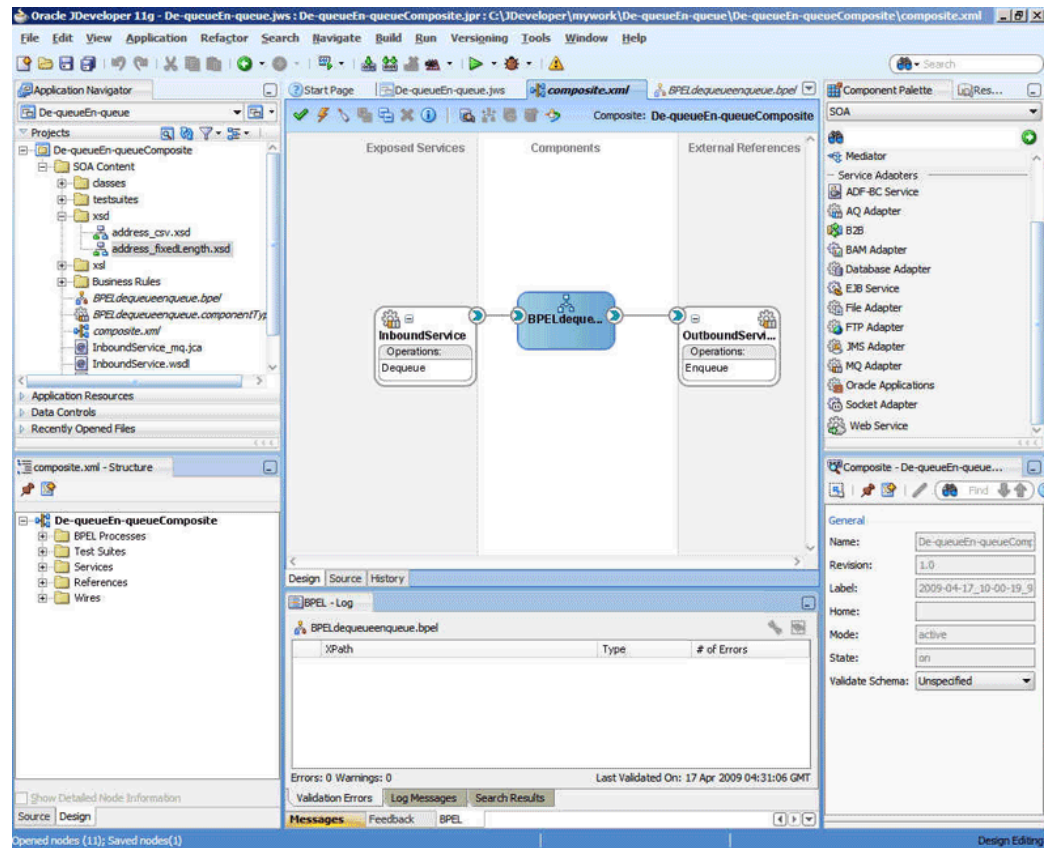 Oracle JDeveloper 11g - De-queueEn-queue.jws : De-queueEn-queueComposite.jpr : C:\JDeveloper\mywork\De-queueEn-queue\De-queueEn-queueComposite\composite.xml
File Edit View Application Refactor Search Navigate Build Run Versioning Tools Window Help
Search
Application Navigator
De-queueEn-queue
Projects
De-queueEn-queueComposite
SOA Content
classes
testsuites
xsd
address_csv.xsd
address_fixedLength.xsd
xsl
Business Rules
BPELdequeueenqueue.bpel
BPELdequeueenqueue.componentTyp
composite.xml
InboundService_mq.jca
InboundService.wsdl
Application Resources
Data Controls
Recently Opened Files
composite.xml - Structure
De-queueEn-queueComposite
BPEL Processes
Test Suites
Services
References
Wires
Show Detailed Node Information
Source Design
Start Page De-queueEn-queue.jws composite.xml BPELdequeueenqueue.bpel
Composite: De-queueEn-queueComposite
Exposed Services Components External References
InboundService
Operations:
Dequeue
BPELdeque...
OutboundServi...
Operations:
Enqueue
Design Source History
BPEL - Log
BPELdequeueenqueue.bpel
XPath Type # of Errors
Errors: 0 Warnings: 0 Last Validated On: 17 Apr 2009 04:31:06 GMT
Validation Errors Log Messages Search Results
Messages Feedback BPEL
Component Palette Res...
SOA
Mediator
Service Adapters
ADF-BC Service
AQ Adapter
B2B
BAM Adapter
Database Adapter
EJB Service
File Adapter
FTP Adapter
JMS Adapter
MQ Adapter
Oracle Applications
Socket Adapter
Web Service
Composite - De-queueEn-queue...
Find
General
Name: De-queueEn-queueComp
Revision: 1.0
Label: 2009-04-17_10-00-19_9
Home:
Mode: active
State: on
Validate Schema: Unspecified
Opened nodes (11); Saved nodes(1) Design Editing